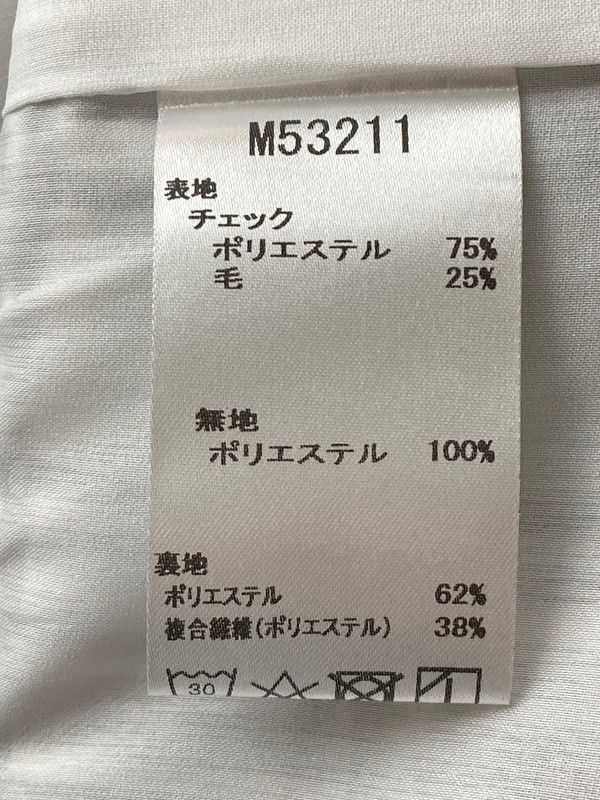 M53211
表地
チェック
ポリエステル 75%
毛 25%
無地
ポリエステル 100%
裏地
ポリエステル 62%
複合繊維(ポリエステル) 38%
30